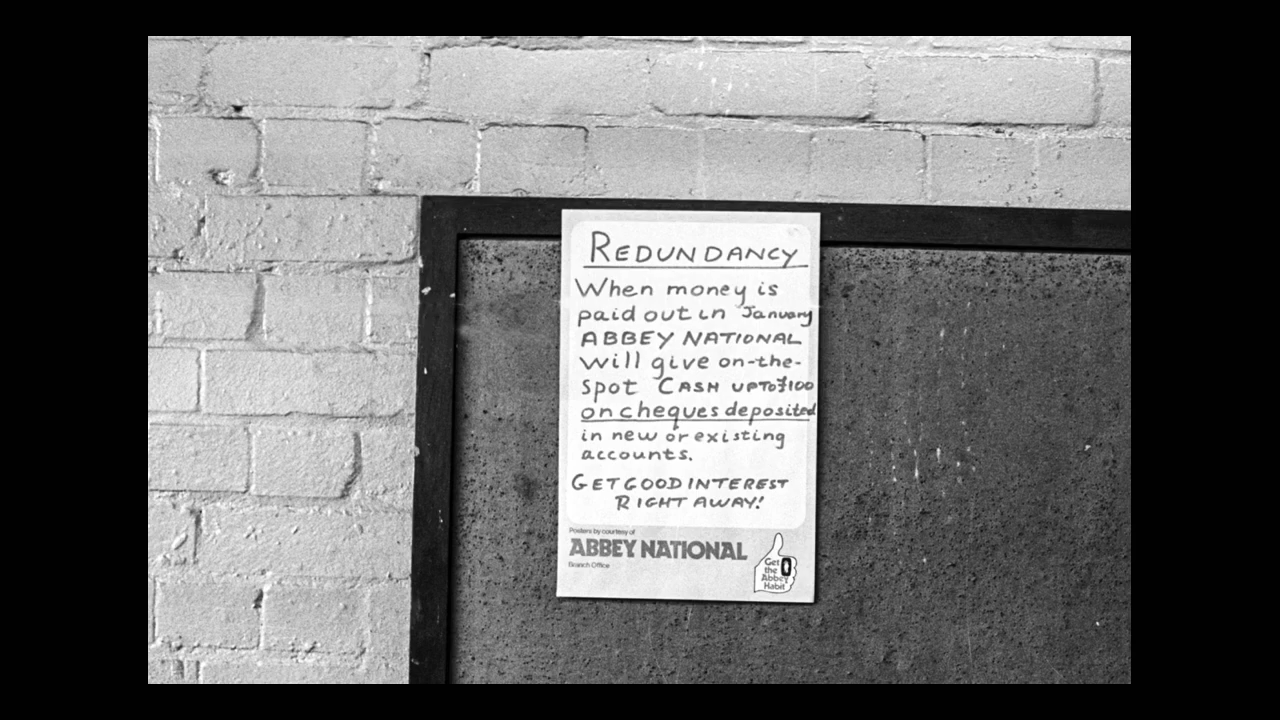 REDUNDANCY
When money is
paid out in January
ABBEY NATIONAL
will give on-the-
spot CASH UP TO £100
on cheques deposited
in new or existing
accounts.
GET GOOD INTEREST
RIGHT AWAY!
Posters by courtesy of
ABBEY NATIONAL
Branch Office
Get
the
Abbey
Habit